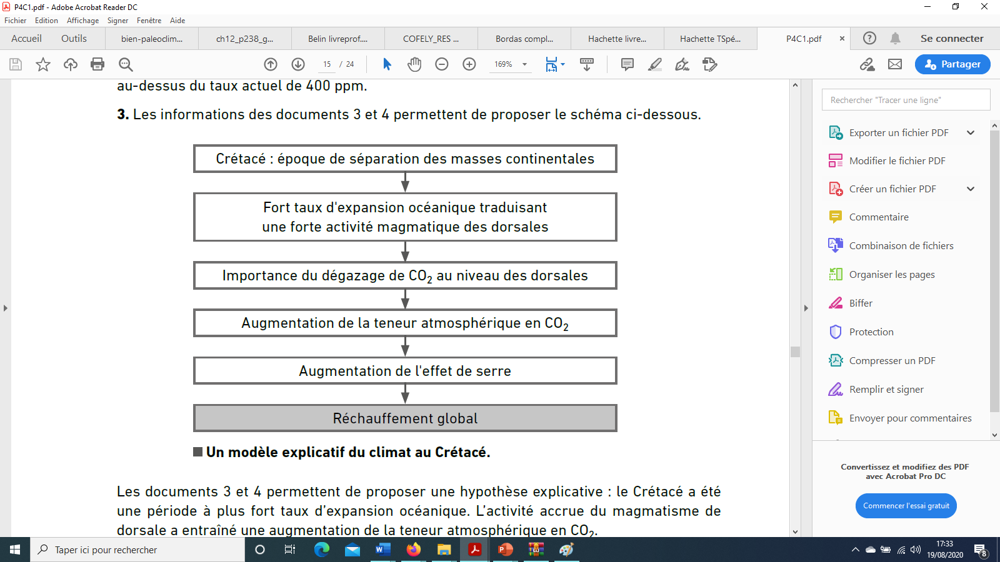 P4C1.pdf - Adobe Acrobat Reader DC
Fichier Edition Affichage Signer Fenêtre Aide
Accueil Outils bien-paleoclim... ch12_p238_g... Belin livreprof.... COFELY_RES ... Bordas compl... Hachette livre... Hachette TSpé... P4C1.pdf × Se connecter
15 / 24 169% Partager
au-dessus du taux actuel de 400 ppm.
3. Les informations des documents 3 et 4 permettent de proposer le schéma ci-dessous.
Crétacé : époque de séparation des masses continentales
Fort taux d'expansion océanique traduisant
une forte activité magmatique des dorsales
Importance du dégazage de CO₂ au niveau des dorsales
Augmentation de la teneur atmosphérique en CO₂
Augmentation de l'effet de serre
Réchauffement global
Un modèle explicatif du climat au Crétacé.
Les documents 3 et 4 permettent de proposer une hypothèse explicative : le Crétacé a été
une période à plus fort taux d’expansion océanique. L’activité accrue du magmatisme de
dorsale a entraîné une augmentation de la teneur atmosphérique en CO₂.
Rechercher "Tracer une ligne"
Exporter un fichier PDF
Modifier le fichier PDF
Créer un fichier PDF
Commentaire
Combinaison de fichiers
Organiser les pages
Biffer
Protection
Compresser un PDF
Remplir et signer
Envoyer pour commentaires
Convertissez et modifiez des PDF
avec Acrobat Pro DC
Commencer l'essai gratuit
Taper ici pour rechercher
17:33
19/08/2020
8